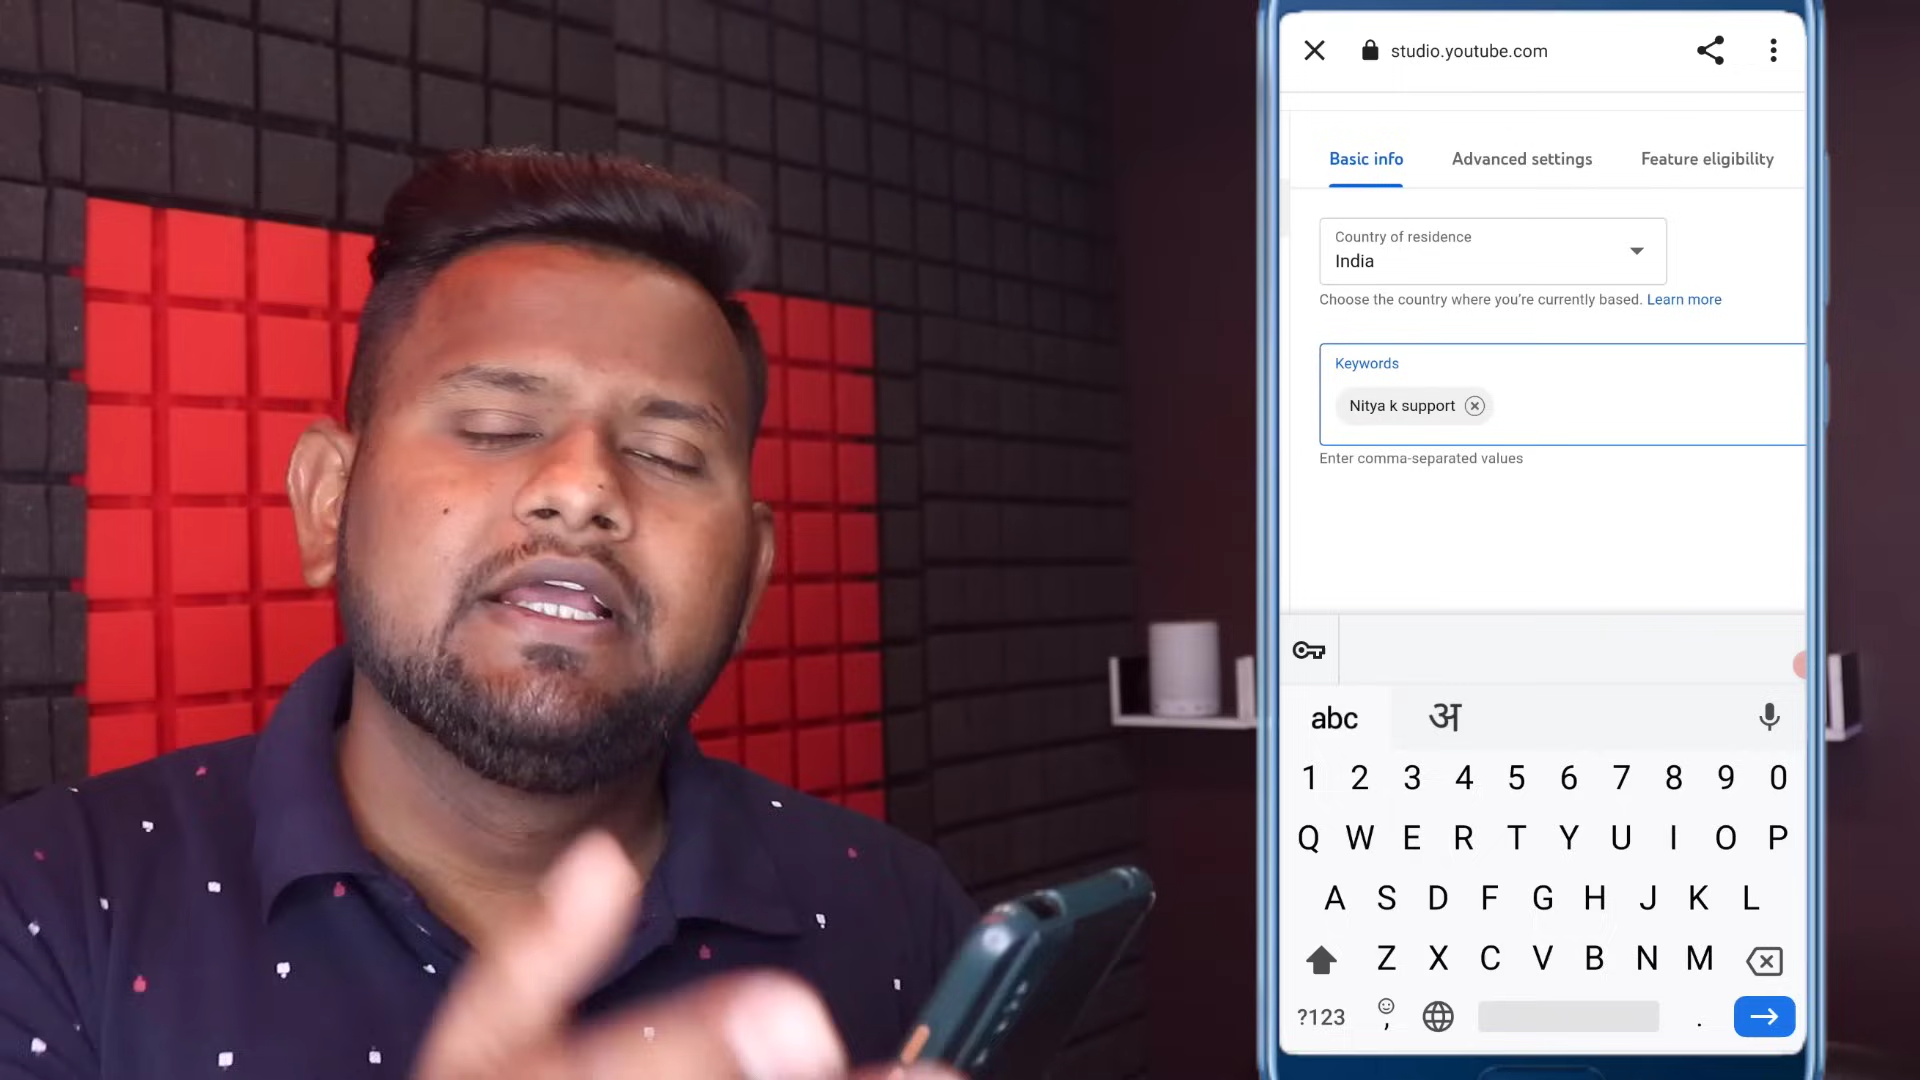 studio.youtube.com
Basic info Advanced settings Feature eligibility
Country of residence
India
Choose the country where you're currently based. Learn more
Keywords
Nitya k support
Enter comma-separated values
abc अ
1 2 3 4 5 6 7 8 9 0
Q W E R T Y U I O P
A S D F G H J K L
Z X C V B N M
?123 , .